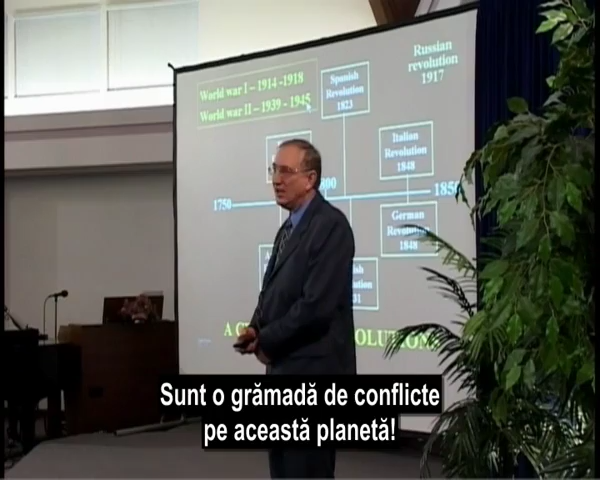 World war I – 1914 -1918
World war II – 1939 - 1945
Spanish
Revolution
1823
Russian
revolution
1917
Italian
Revolution
1848
1750
1850
German
Revolution
1848
31
A
Sunt o grămadă de conflicte
pe această planetă!